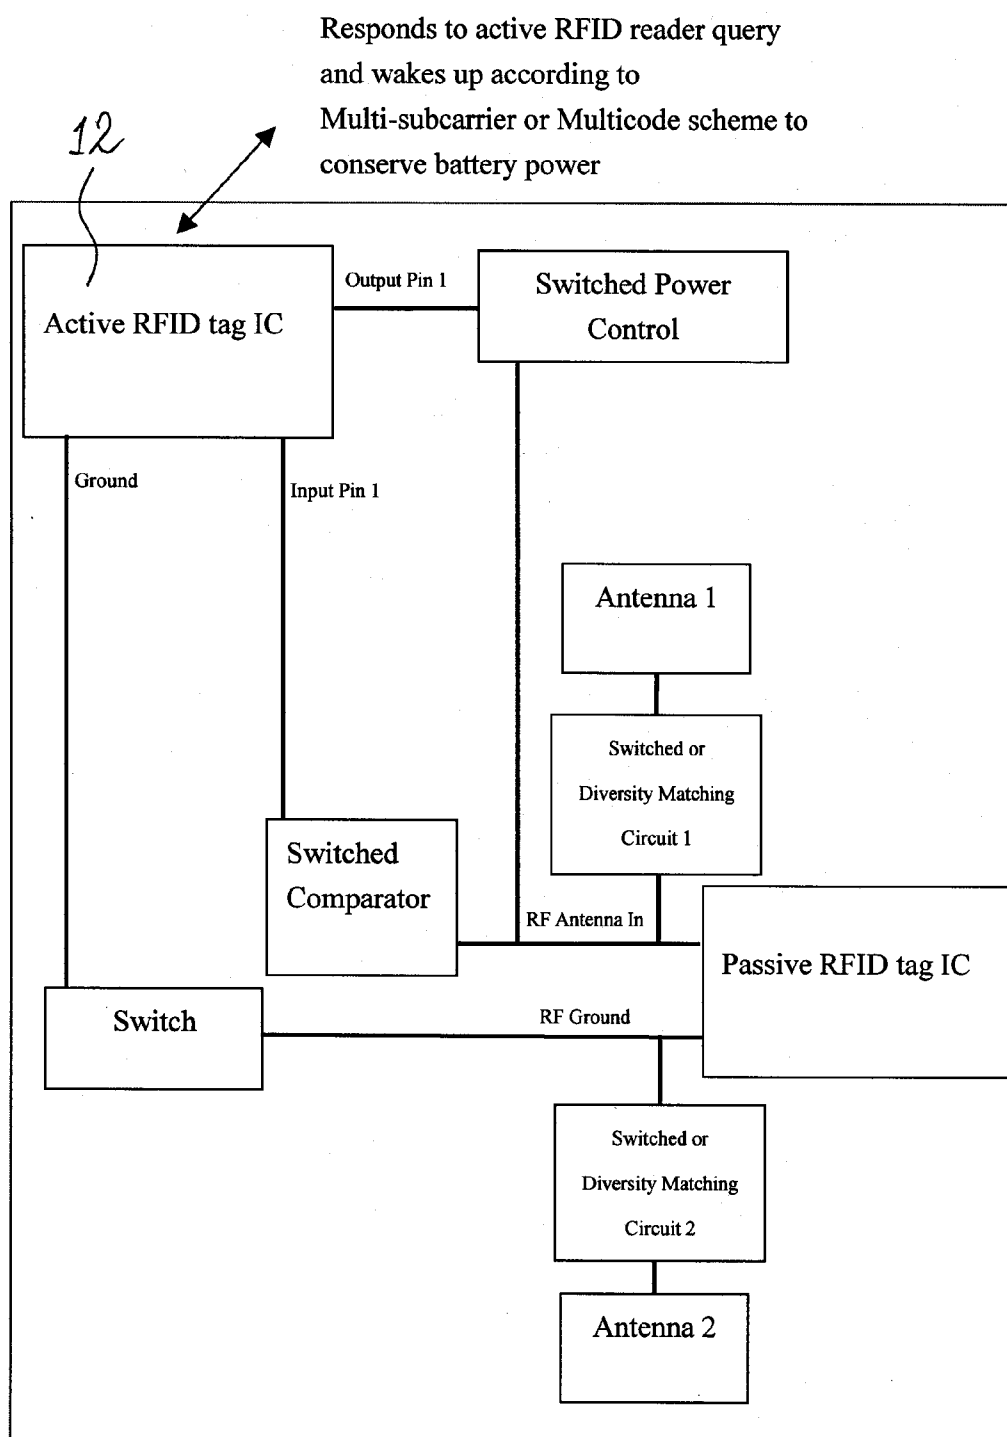 Responds to active RFID reader query
and wakes up according to
Multi-subcarrier or Multicode scheme to
conserve battery power
12
Active RFID tag IC
Output Pin 1
Switched Power
Control
Ground
Input Pin 1
Antenna 1
Switched or
Diversity Matching
Circuit 1
Switched
Comparator
RF Antenna In
Passive RFID tag IC
Switch
RF Ground
Switched or
Diversity Matching
Circuit 2
Antenna 2